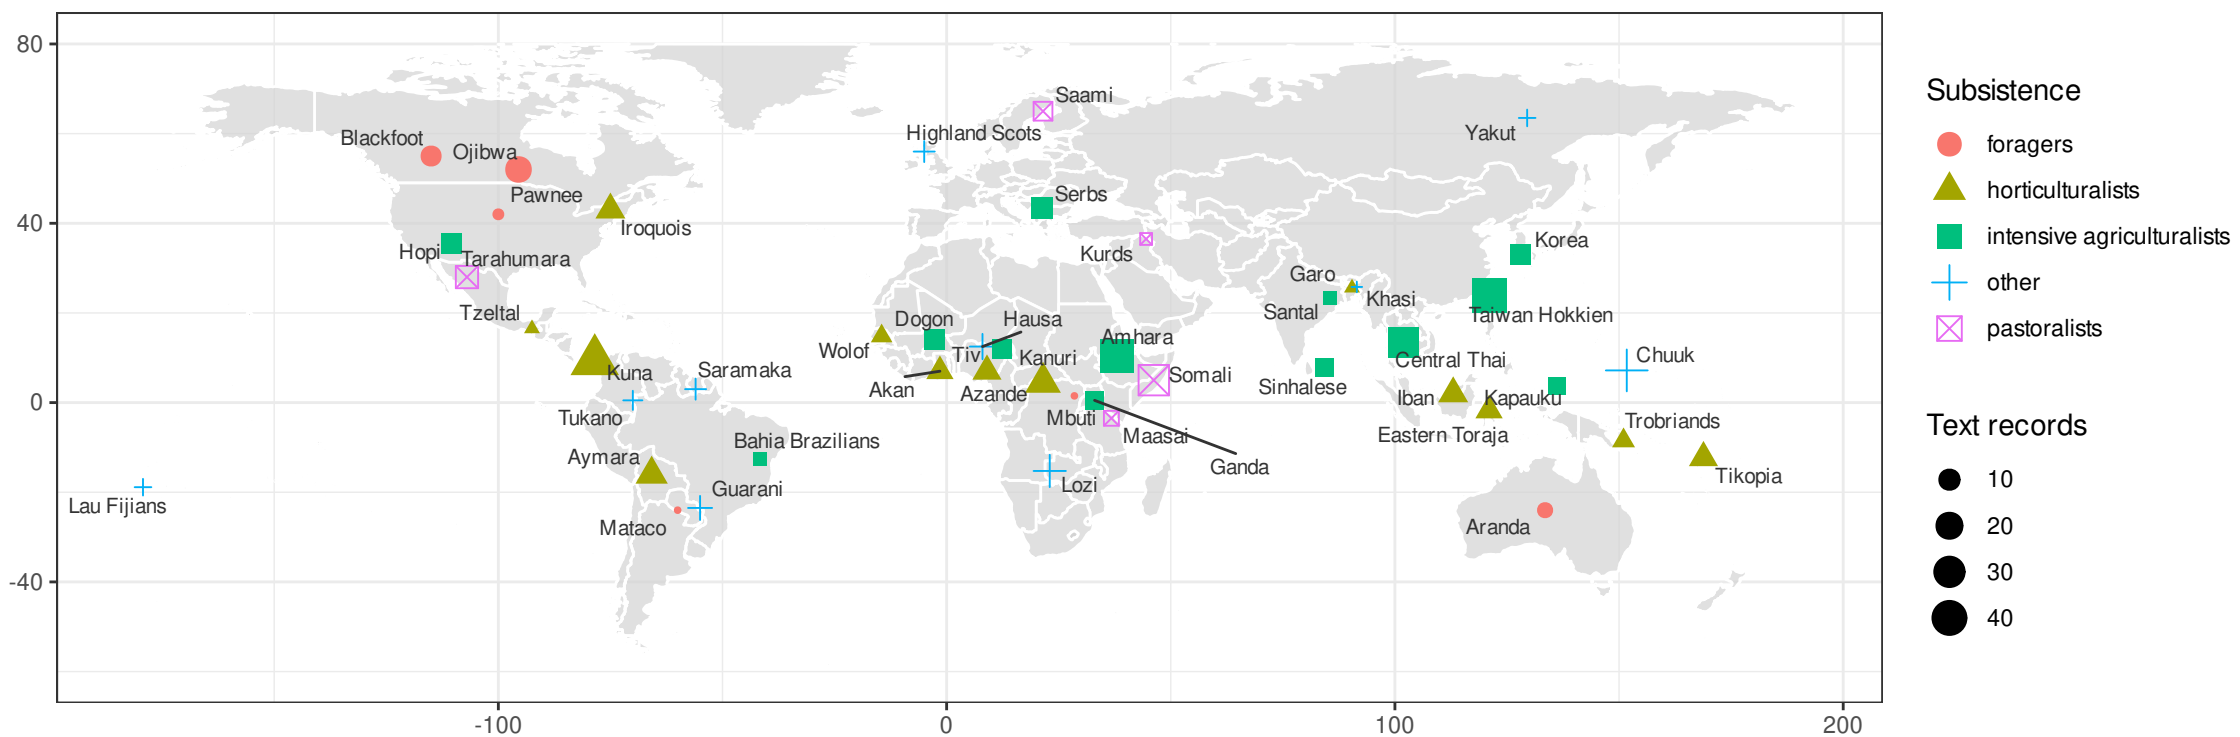 80
40
0
-40
-100
0
100
200
Saami
Highland Scots
Yakut
Blackfoot
Ojibwa
Pawnee
Serbs
Iroquois
Korea
Hopi
Tarahumara
Kurds
Garo
Khasi
Santal
Tzeltal
Dogon
Hausa
Taiwan Hokkien
Amhara
Wolof
Tiv
Kanuri
Chuuk
Central Thai
Kuna
Saramaka
Somali
Akan
Azande
Sinhalese
Iban
Kapauku
Tukano
Mbuti
Trobriands
Maasai
Eastern Toraja
Bahia Brazilians
Aymara
Ganda
Tikopia
Lozi
Guarani
Lau Fijians
Mataco
Aranda
Subsistence
foragers
horticulturalists
intensive agriculturalists
other
pastoralists
Text records
10
20
30
40